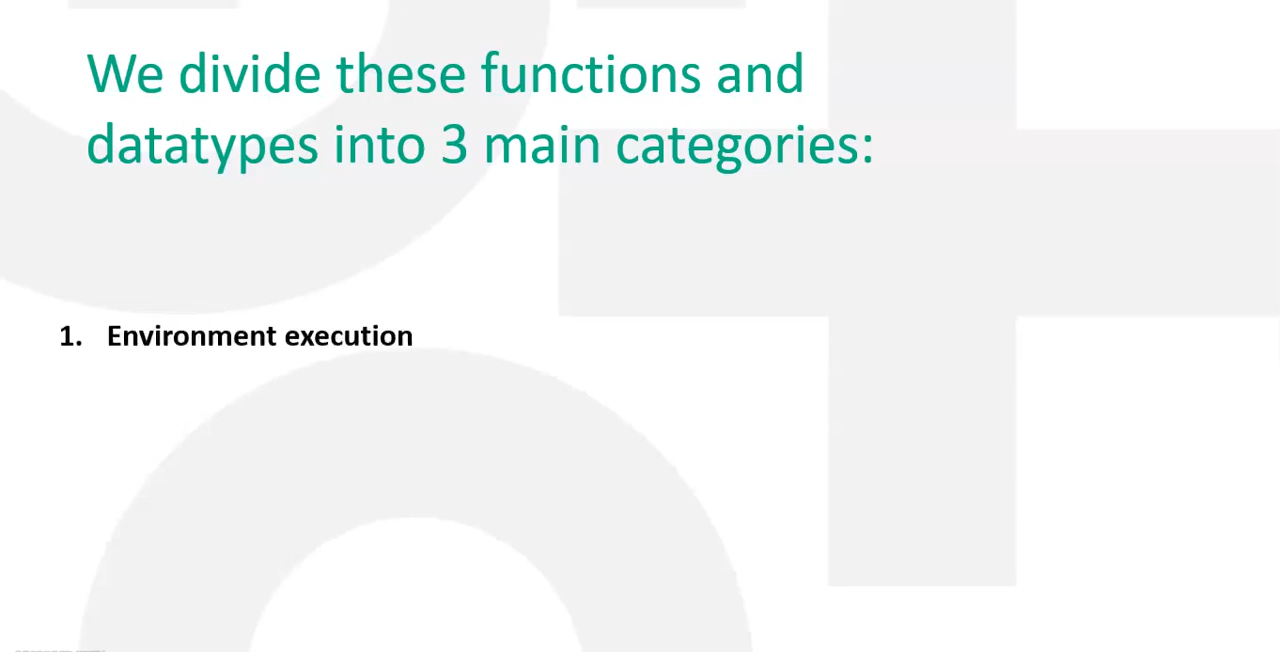 We divide these functions and
datatypes into 3 main categories:
1. Environment execution